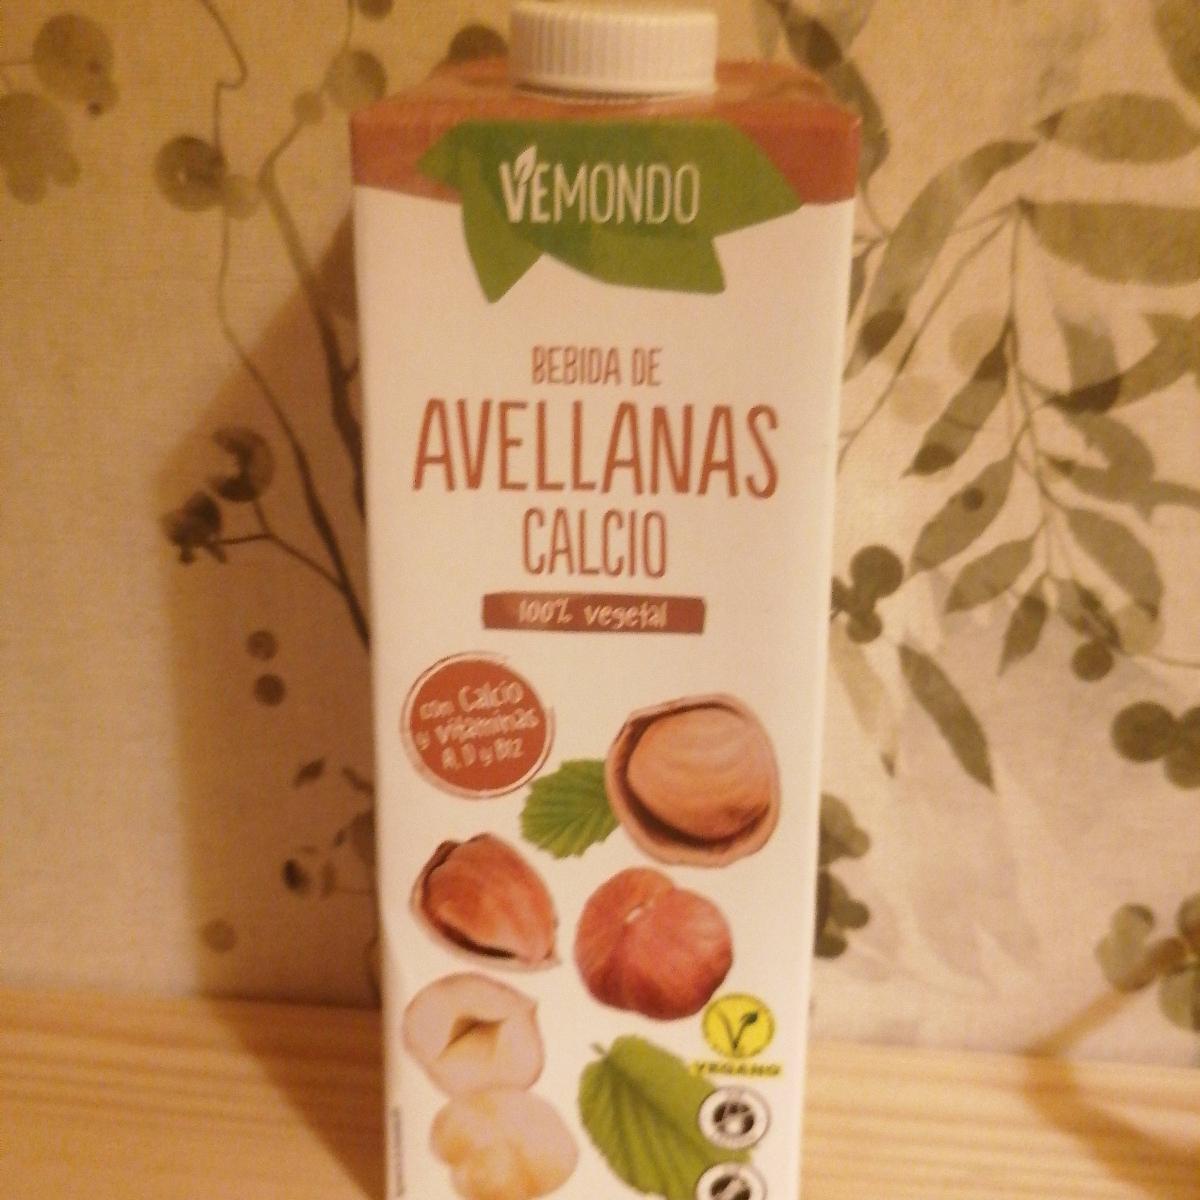 VEMONDO
BEBIDA DE
AVELLANAS
CALCIO
100% vegetal
con Calcio
y vitaminas
A, D y B12
VEGANO